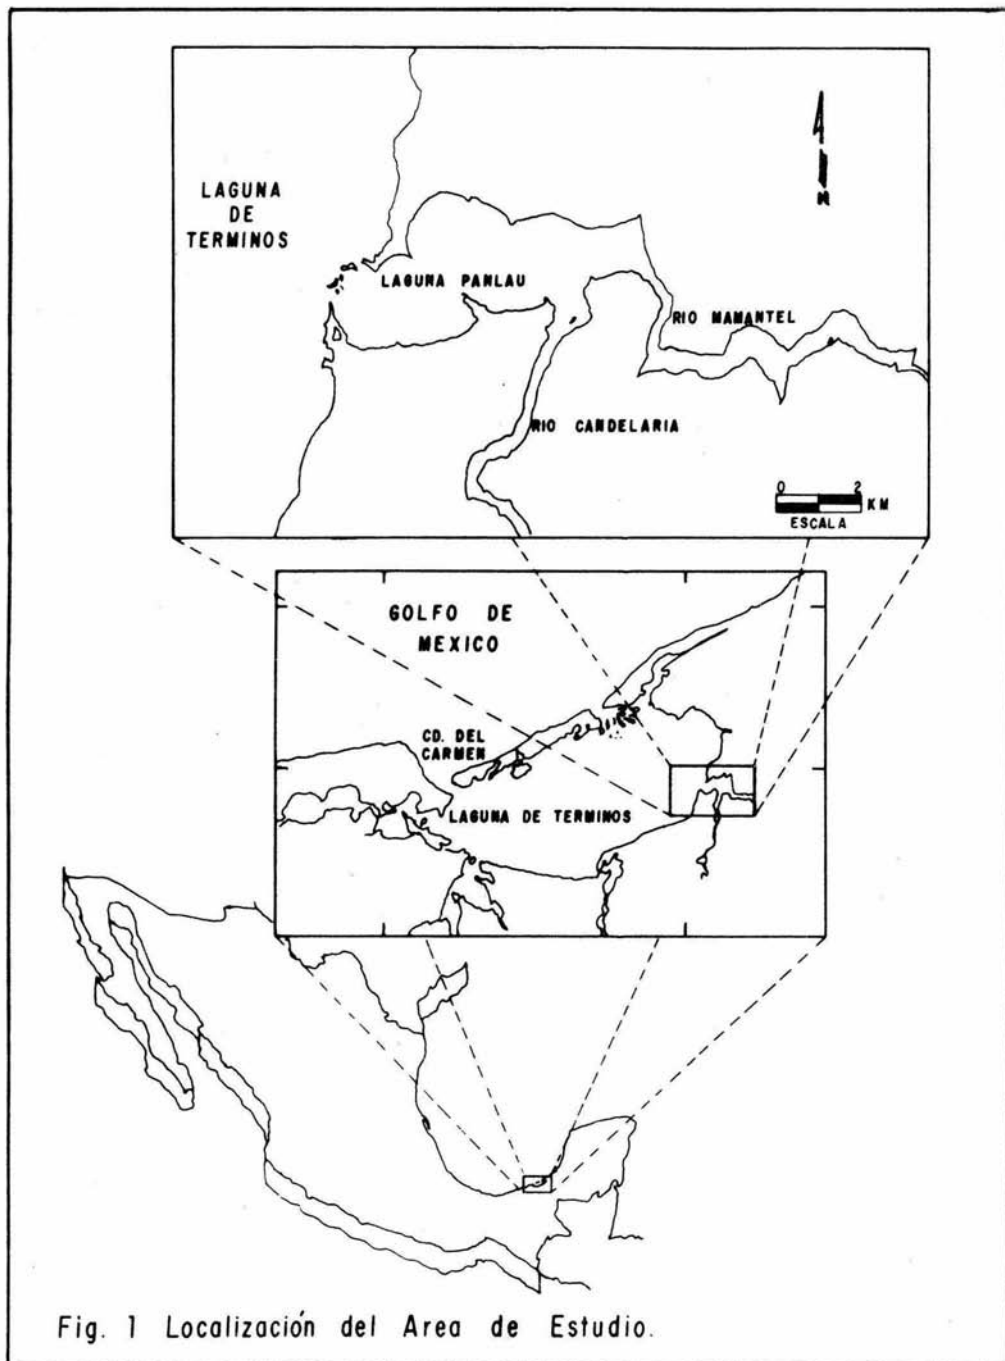 LAGUNA
DE
TERMINOS
N
LAGUNA PANLAU
RIO MAMANTEL
RIO CANDELARIA
0 2
KM
ESCALA
GOLFO DE
MEXICO
CD. DEL
CARMEN
LAGUNA DE TERMINOS
Fig. 1 Localización del Area de Estudio.